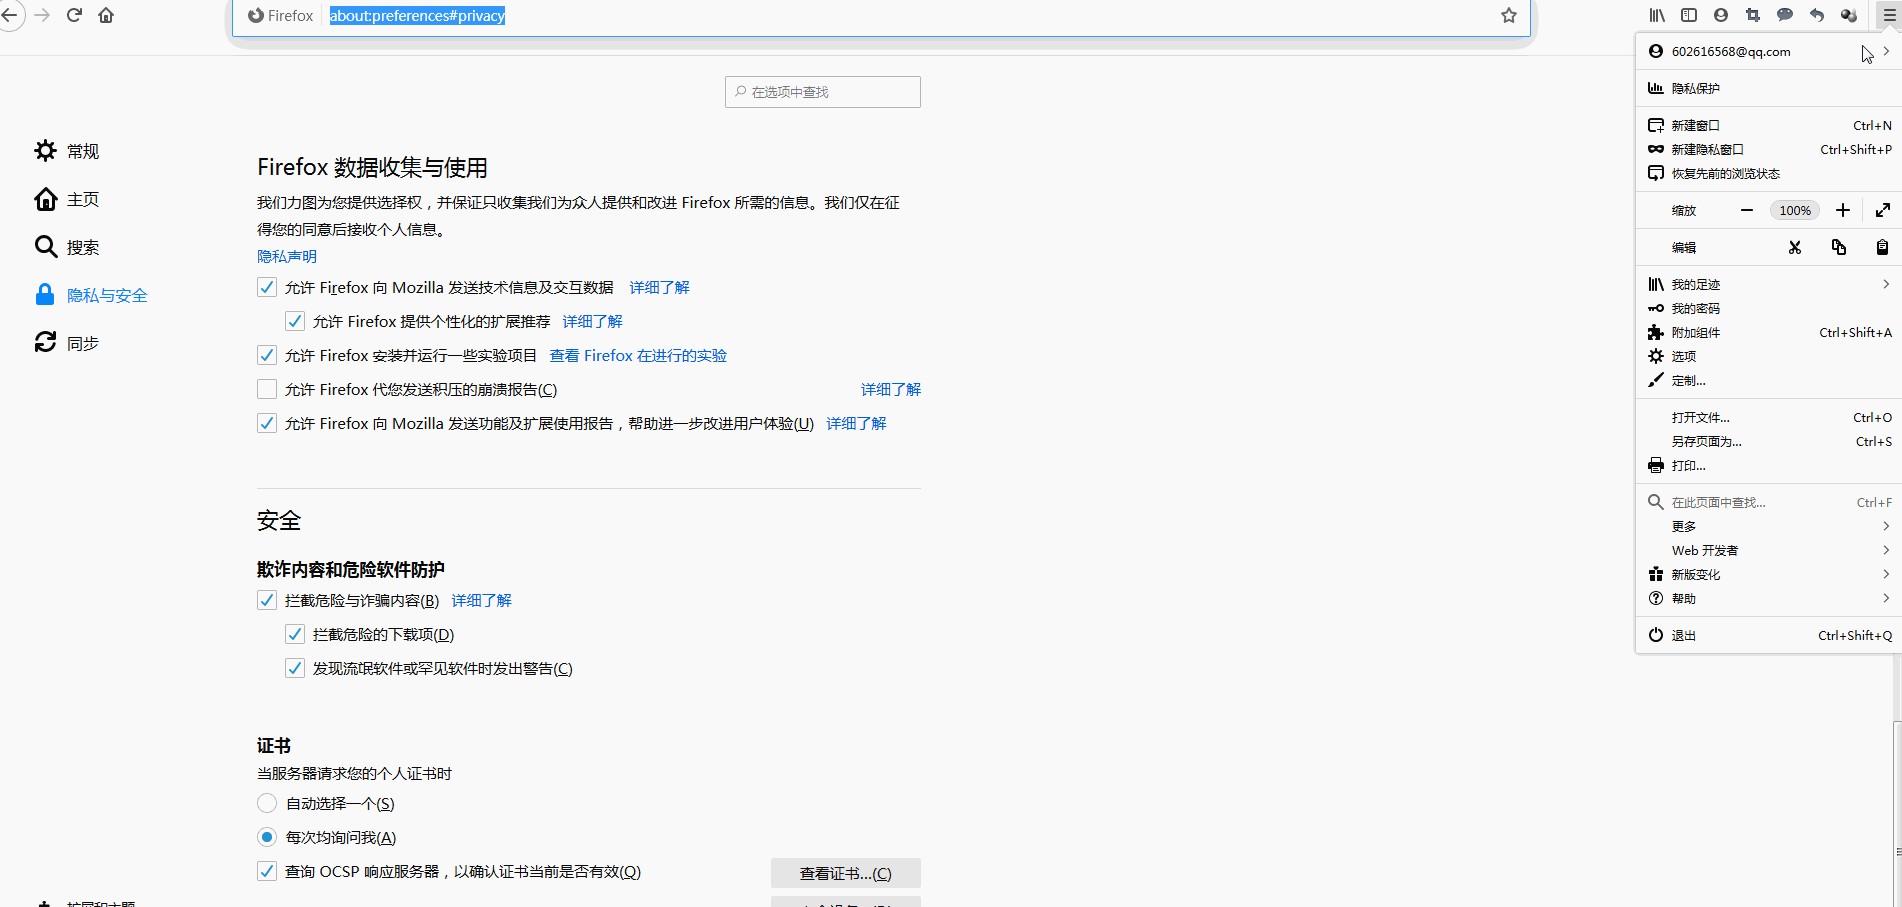 Firefox about:preferences#privacy
在选项中查找
常规
主页
搜索
隐私与安全
同步
Firefox 数据收集与使用
我们力图为您提供选择权，并保证只收集我们为众人提供和改进 Firefox 所需的信息。我们仅在征
得您的同意后接收个人信息。
隐私声明
允许 Firefox 向 Mozilla 发送技术信息及交互数据 详细了解
允许 Firefox 提供个性化的扩展推荐 详细了解
允许 Firefox 安装并运行一些实验项目 查看 Firefox 在进行的实验
允许 Firefox 代您发送积压的崩溃报告(C) 详细了解
允许 Firefox 向 Mozilla 发送功能及扩展使用报告，帮助进一步改进用户体验(U) 详细了解
安全
欺诈内容和危险软件防护
拦截危险与诈骗内容(B) 详细了解
拦截危险的下载项(D)
发现流氓软件或罕见软件时发出警告(C)
证书
当服务器请求您的个人证书时
自动选择一个(S)
每次均询问我(A)
查询 OCSP 响应服务器，以确认证书当前是否有效(Q)
查看证书...(C)
扩展和主题
602616568@qq.com
隐私保护
新建窗口 Ctrl+N
新建隐私窗口 Ctrl+Shift+P
恢复先前的浏览状态
缩放 100%
编辑
我的足迹
我的密码
附加组件 Ctrl+Shift+A
选项
定制...
打开文件... Ctrl+O
另存页面为... Ctrl+S
打印...
在此页面中查找... Ctrl+F
更多
Web 开发者
新版变化
帮助
退出 Ctrl+Shift+Q